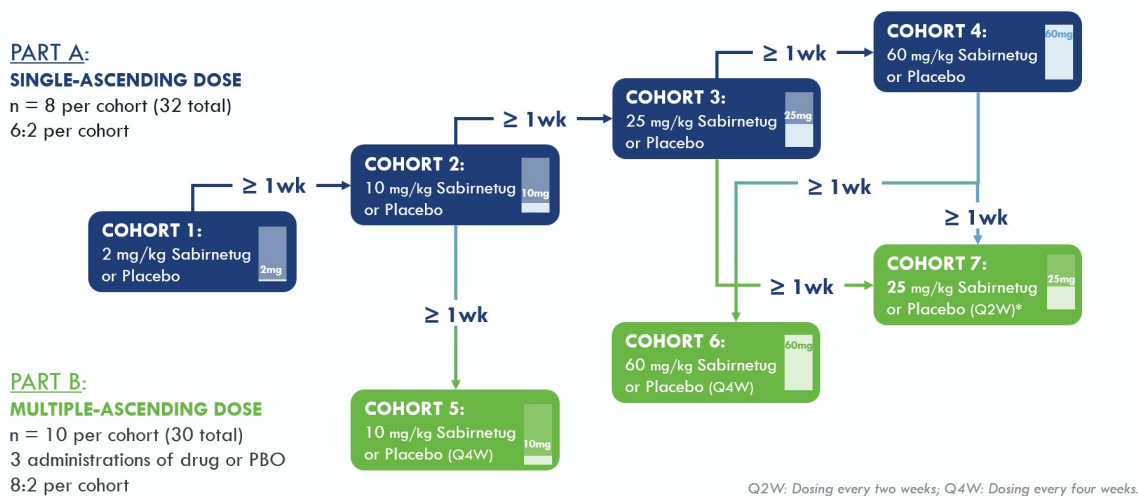 PART A:
SINGLE-ASCENDING DOSE
n = 8 per cohort (32 total)
6:2 per cohort
COHORT 1:
2 mg/kg Sabirnetug
or Placebo
2mg
≥ 1wk
COHORT 2:
10 mg/kg Sabirnetug
or Placebo
10mg
≥ 1wk
COHORT 3:
25 mg/kg Sabirnetug
or Placebo
25mg
≥ 1wk
COHORT 4:
60 mg/kg Sabirnetug
or Placebo
60mg
≥ 1wk
≥ 1wk
≥ 1wk
≥ 1wk
PART B:
MULTIPLE-ASCENDING DOSE
n = 10 per cohort (30 total)
3 administrations of drug or PBO
8:2 per cohort
COHORT 5:
10 mg/kg Sabirnetug
or Placebo (Q4W)
10mg
COHORT 6:
60 mg/kg Sabirnetug
or Placebo (Q4W)
60mg
COHORT 7:
25 mg/kg Sabirnetug
or Placebo (Q2W)*
25mg
Q2W: Dosing every two weeks; Q4W: Dosing every four weeks.